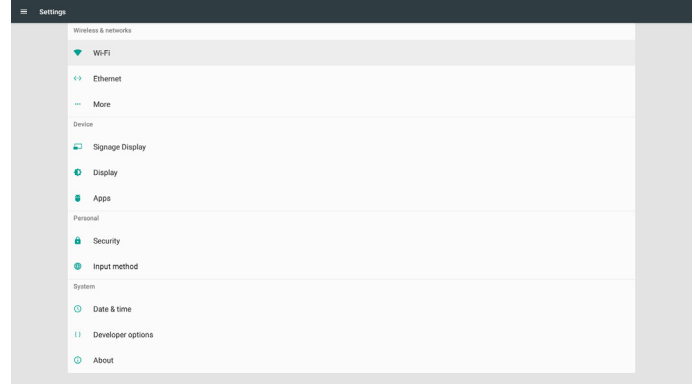 Settings
Wireless & networks
Wi-Fi
Ethernet
More
Device
Signage Display
Display
Apps
Personal
Security
Input method
System
Date & time
Developer options
About